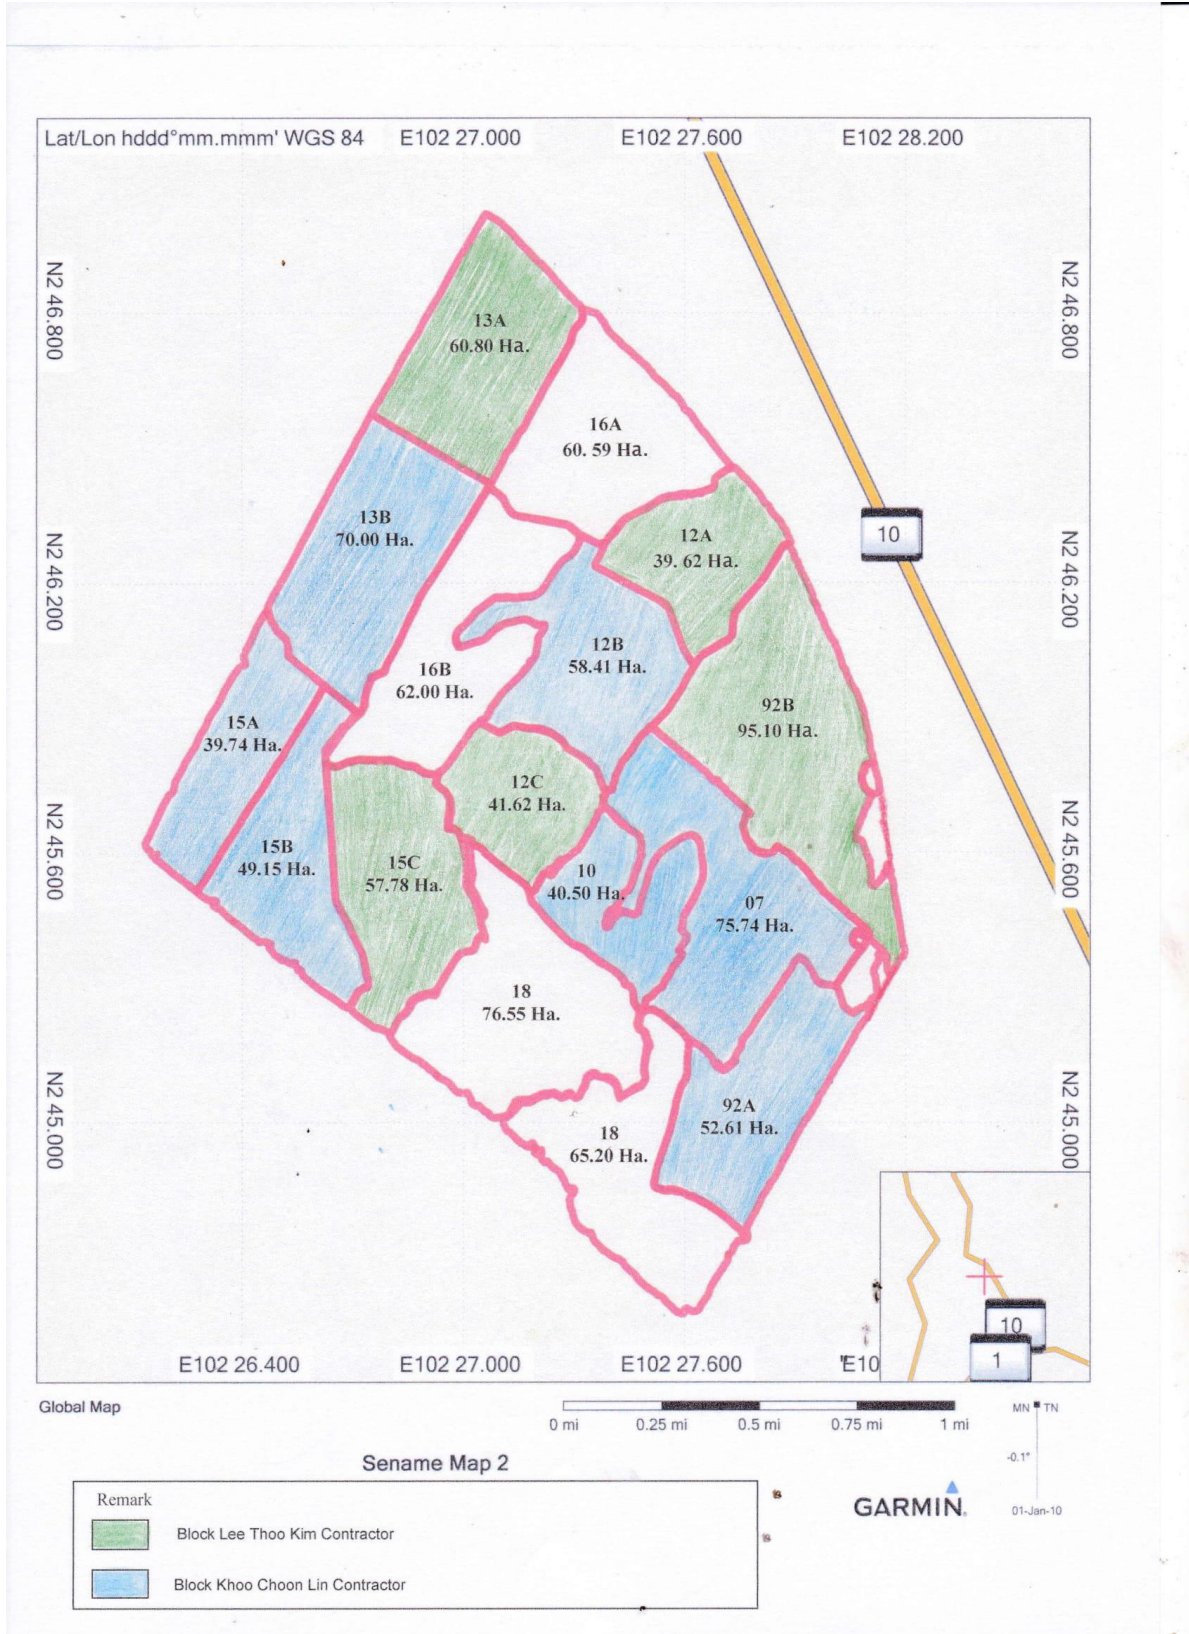 Lat/Lon hddd°mm.mmm' WGS 84
E102 27.000
E102 27.600
E102 28.200
N2 46.800
N2 46.800
13A
60.80 Ha.
16A
60. 59 Ha.
13B
70.00 Ha.
12A
39. 62 Ha.
10
N2 46.200
N2 46.200
12B
58.41 Ha.
16B
62.00 Ha.
92B
95.10 Ha.
15A
39.74 Ha.
12C
41.62 Ha.
N2 45.600
N2 45.600
15B
49.15 Ha.
15C
57.78 Ha.
10
40.50 Ha.
07
75.74 Ha.
18
76.55 Ha.
N2 45.000
N2 45.000
92A
52.61 Ha.
18
65.20 Ha.
10
1
E102 26.400
E102 27.000
E102 27.600
"E10
Global Map
0 mi
0.25 mi
0.5 mi
0.75 mi
1 mi
MN TN
-0.1°
01-Jan-10
GARMIN.
Sename Map 2
Remark
Block Lee Thoo Kim Contractor
Block Khoo Choon Lin Contractor